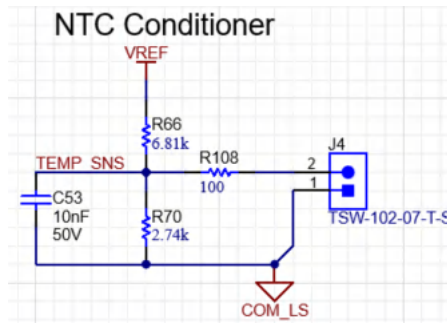 NTC Conditioner
VREF
R66
6.81k
TEMP_SNS
R108
100
J4
2
1
C53
10nF
50V
R70
2.74k
TSW-102-07-T-S
COM_LS